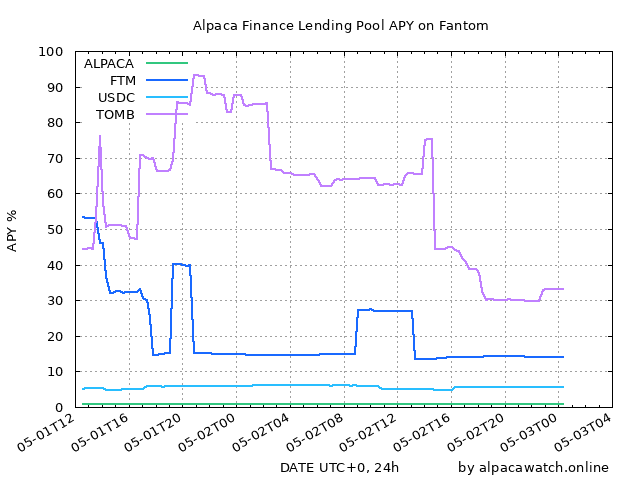 Alpaca Finance Lending Pool APY on Fantom
ALPACA
FTM
USDC
TOMB
APY %
100
90
80
70
60
50
40
30
20
10
0
05-01T12
05-01T16
05-01T20
05-02T00
05-02T04
05-02T08
05-02T12
05-02T16
05-02T20
05-03T00
05-03T04
DATE UTC+0, 24h
by alpacawatch.online